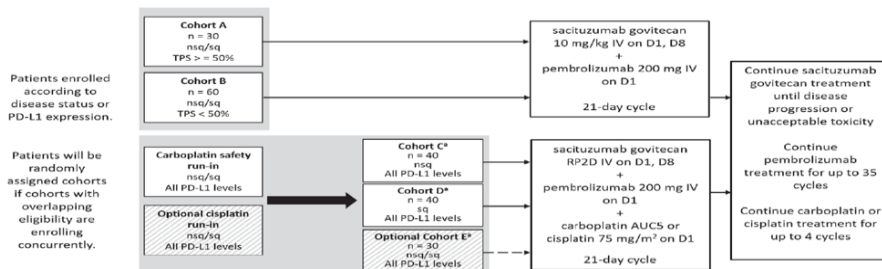 Patients enrolled
according to
disease status or
PD-L1 expression.
Patients will be
randomly
assigned cohorts
if cohorts with
overlapping
eligibility are
enrolling
concurrently.
Cohort A
n = 30
nsq/sq
TPS > = 50%
Cohort B
n = 60
nsq/sq
TPS < 50%
Carboplatin safety
run-in
nsq/sq
All PD-L1 levels
Optional cisplatin
run-in
nsq/sq
All PD-L1 levels
Cohort Cª
n = 40
nsq
All PD-L1 levels
Cohort Dª
n = 40
sq
All PD-L1 levels
Optional Cohort Eª
n = 30
nsq/sq
All PD-L1 levels
sacituzumab govitecan
10 mg/kg IV on D1, D8
+
pembrolizumab 200 mg IV
on D1
21-day cycle
sacituzumab govitecan
RP2D IV on D1, D8
+
pembrolizumab 200 mg IV
on D1
+
carboplatin AUC5 or
cisplatin 75 mg/m² on D1
21-day cycle
Continue sacituzumab
govitecan treatment
until disease
progression or
unacceptable toxicity
Continue
pembrolizumab
treatment for up to 35
cycles
Continue carboplatin or
cisplatin treatment for
up to 4 cycles